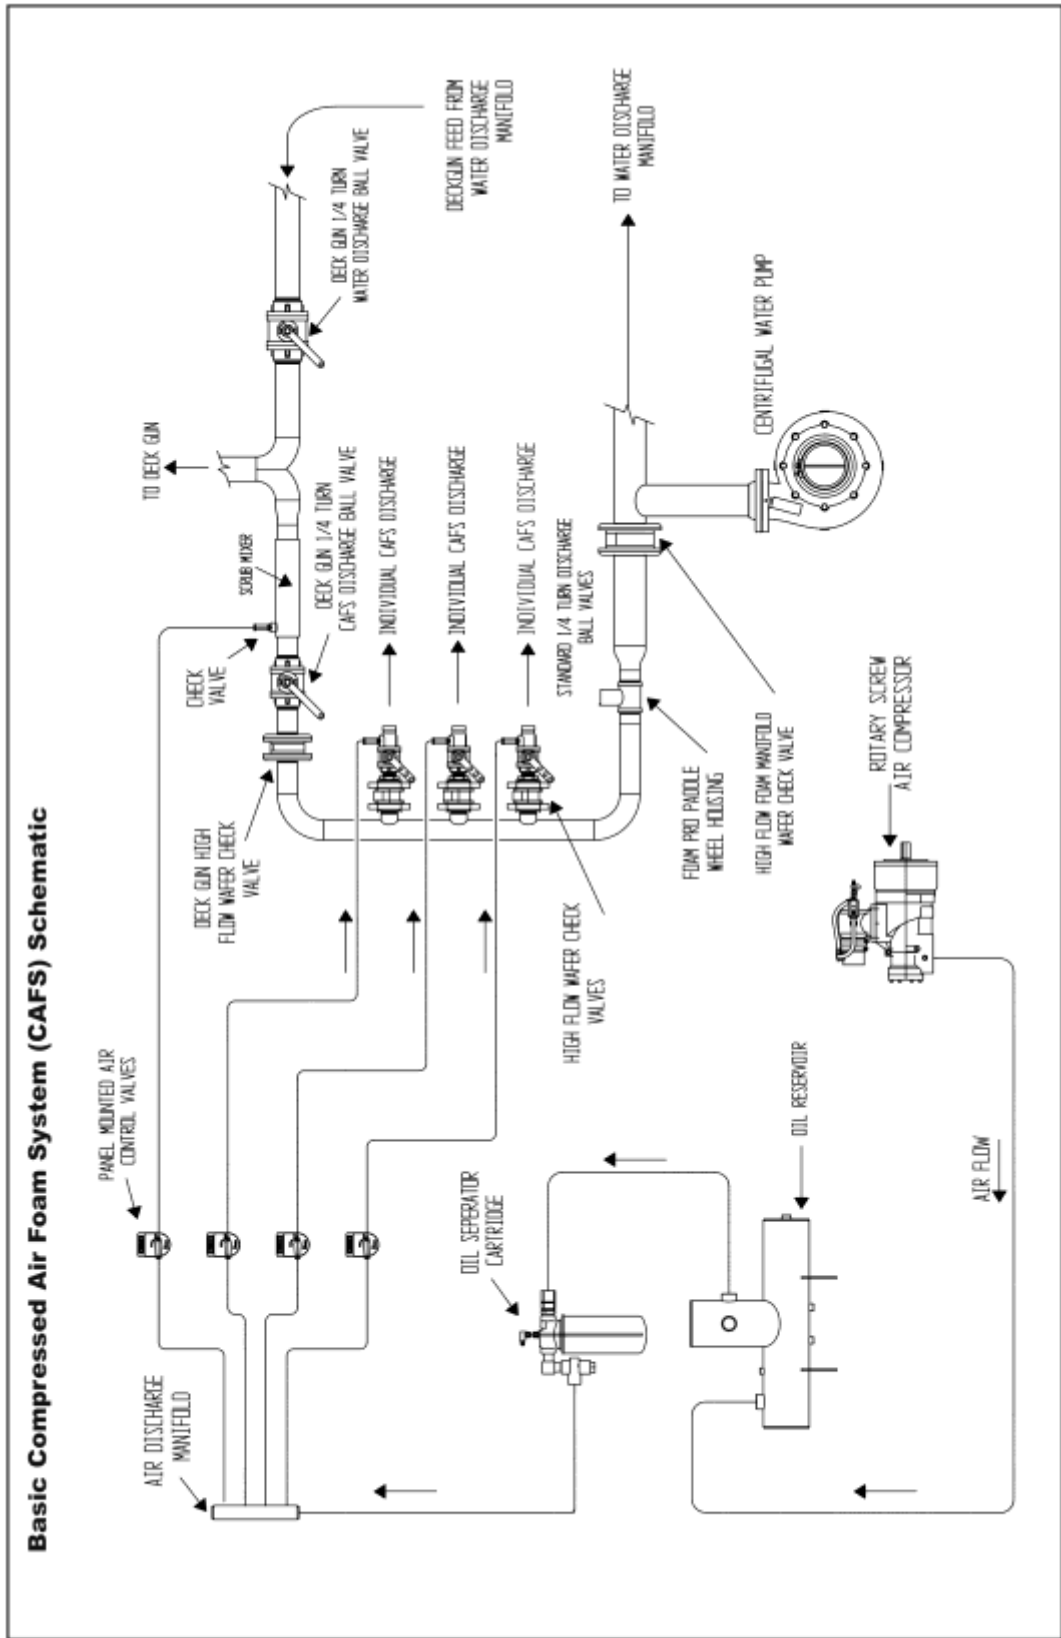 Basic Compressed Air Foam System (CAFS) Schematic
AIR DISCHARGE
MANIFOLD
PANEL MOUNTED AIR
CONTROL VALVES
DECK GUN HIGH
FLOW WAFER CHECK
VALVE
CHECK
VALVE
SCRUB MIXER
TO DECK GUN
DECK GUN 1/4 TURN
CAFS DISCHARGE BALL VALVE
DECK GUN 1/4 TURN
WATER DISCHARGE BALL VALVE
DECKGUN FEED FROM
WATER DISCHARGE
MANIFOLD
INDIVIDUAL CAFS DISCHARGE
INDIVIDUAL CAFS DISCHARGE
INDIVIDUAL CAFS DISCHARGE
STANDARD 1/4 TURN DISCHARGE
BALL VALVES
TO WATER DISCHARGE
MANIFOLD
OIL SEPERATOR
CARTRIDGE
HIGH FLOW WAFER CHECK
VALVES
FOAM PRO PADDLE
WHEEL HOUSING
HIGH FLOW FOAM MANIFOLD
WAFER CHECK VALVE
CENTRIFUGAL WATER PUMP
OIL RESERVOIR
ROTARY SCREW
AIR COMPRESSOR
AIR FLOW